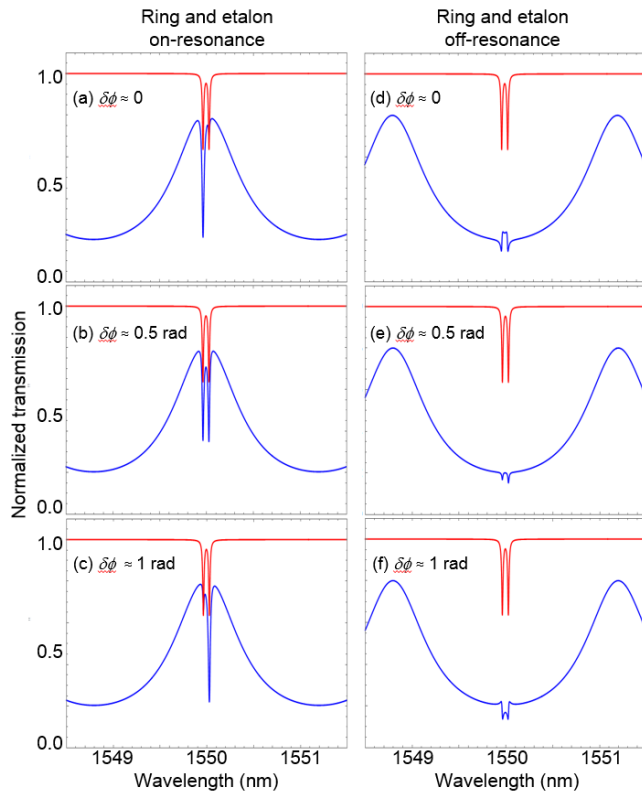 Ring and etalon
on-resonance
Ring and etalon
off-resonance
Normalized transmission
1.0
(a) δϕ ≈ 0
0.5
0.0
(d) δϕ ≈ 0
1.0
(b) δϕ ≈ 0.5 rad
0.5
0.0
(e) δϕ ≈ 0.5 rad
1.0
(c) δϕ ≈ 1 rad
0.5
0.0
(f) δϕ ≈ 1 rad
1549 1550 1551
1549 1550 1551
Wavelength (nm)
Wavelength (nm)